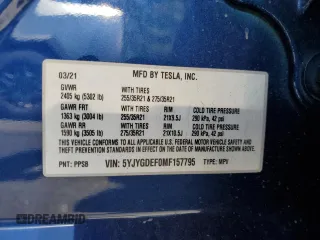 03/21 MFD BY TESLA, INC.
GVWR WITH TIRES
2405 kg (5302 lb) 255/35R21 & 275/35R21
GAWR FRT WITH TIRES RIM COLD TIRE PRESSURE
1363 kg (3004 lb) 255/35R21 21X9.5J 290 kPa, 42 psi
GAWR RR WITH TIRES RIM COLD TIRE PRESSURE
1590 kg (3505 lb) 275/35R21 21X10.5J 290 kPa, 42 psi
THIS VEHICLE CONFORMS TO ALL APPLICABLE FEDERAL MOTOR VEHICLE
SAFETY AND THEFT PREVENTION STANDARDS IN EFFECT ON THE DATE OF
MANUFACTURE SHOWN ABOVE.
PNT: PPSB VIN: 5YJYGDEF0MF157795 TYPE: MPV
DREAMBID